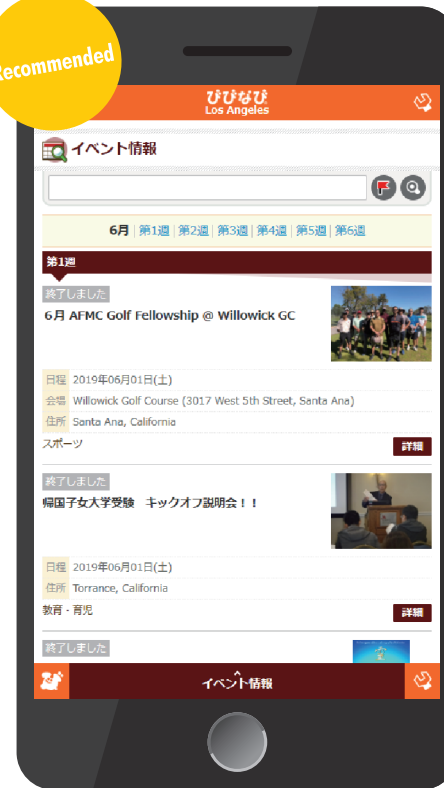 Recommended
びびなび
Los Angeles
イベント情報
6月 | 第1週 | 第2週 | 第3週 | 第4週 | 第5週 | 第6週
第1週
終了しました
6月 AFMC Golf Fellowship @ Willowick GC
日程 2019年06月01日(土)
会場 Willowick Golf Course (3017 West 5th Street, Santa Ana)
住所 Santa Ana, California
スポーツ
詳細
終了しました
帰国子女大学受験 キックオフ説明会！！
日程 2019年06月01日(土)
住所 Torrance, California
教育・育児
詳細
終了しました
イベント情報